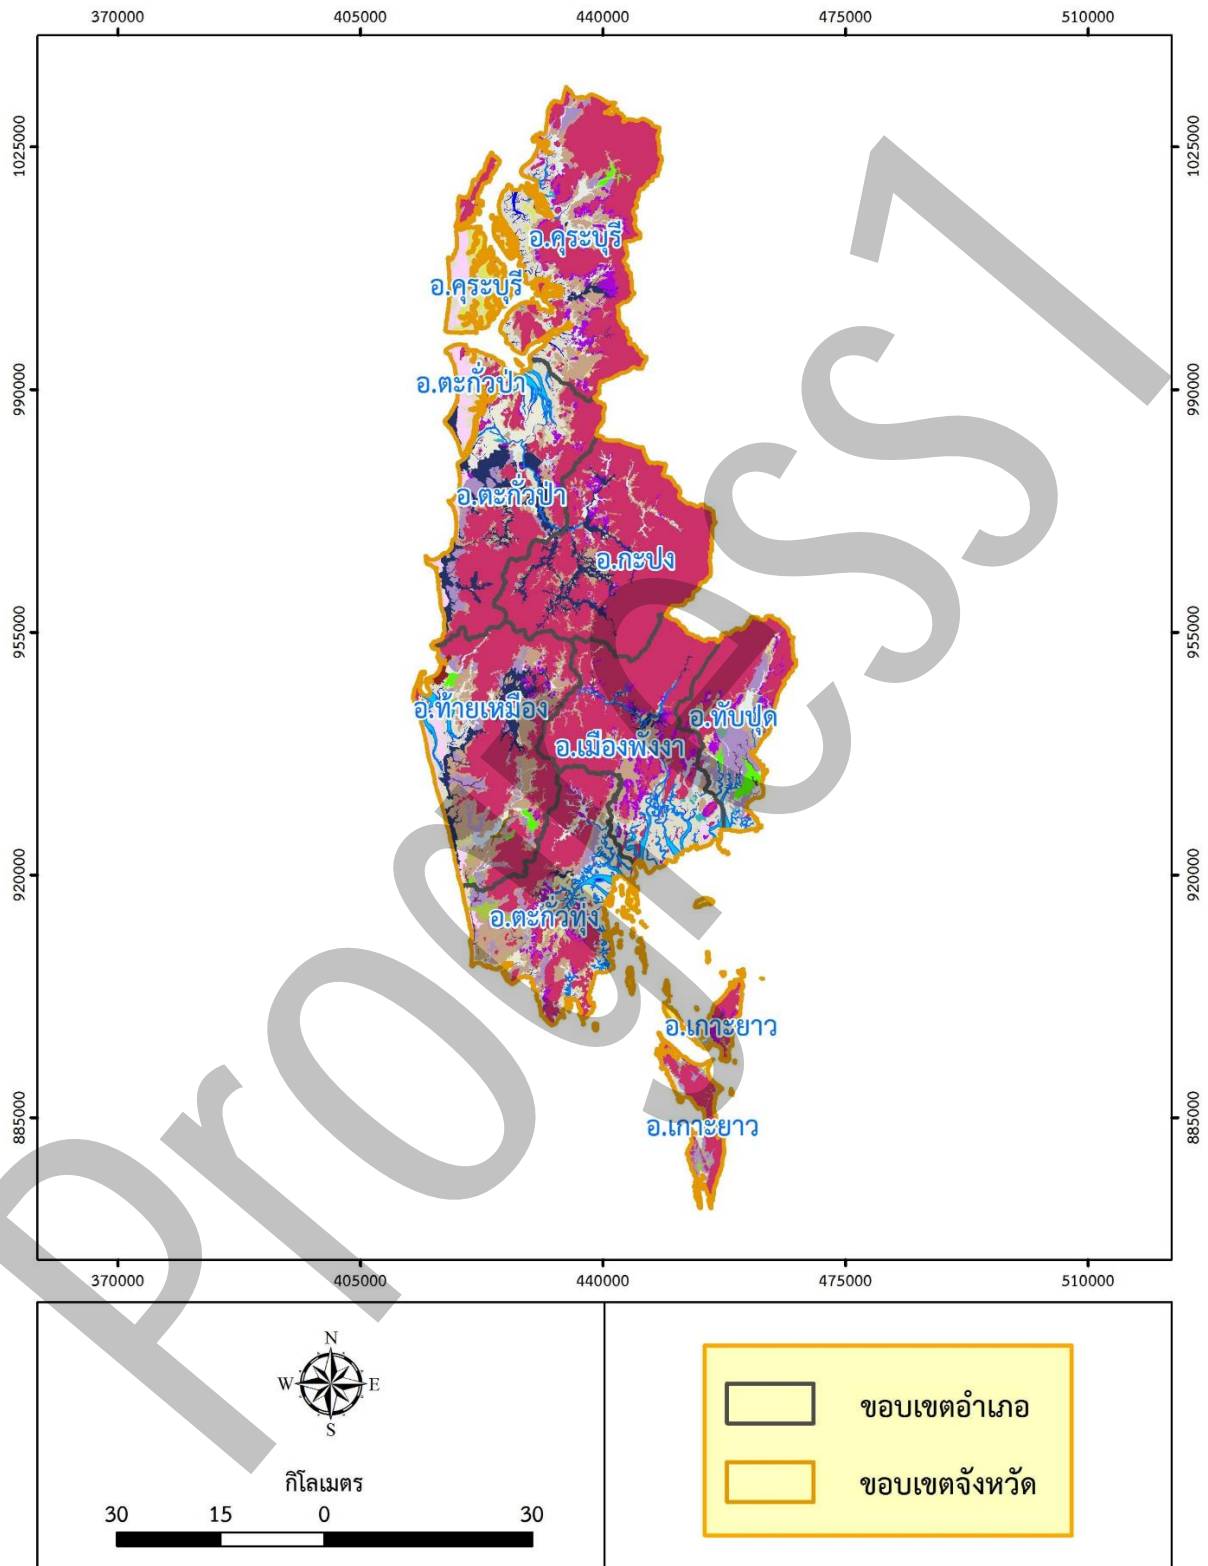 370000 405000 440000 475000 510000
1025000 1025000
อ.คุระบุรี
อ.คุระบุรี
อ.ตะกั่วป่า
990000 990000
อ.ตะกั่วป่า
อ.กะปง
955000 955000
อ.ท้ายเหมือง
อ.ทับปุด
อ.เมืองพังงา
920000 920000
อ.ตะกั่วทุ่ง
อ.เกาะยาว
อ.เกาะยาว
885000 885000
370000 405000 440000 475000 510000
Progress1
N
W E
S
กิโลเมตร
30 15 0 30
ขอบเขตอำเภอ
ขอบเขตจังหวัด